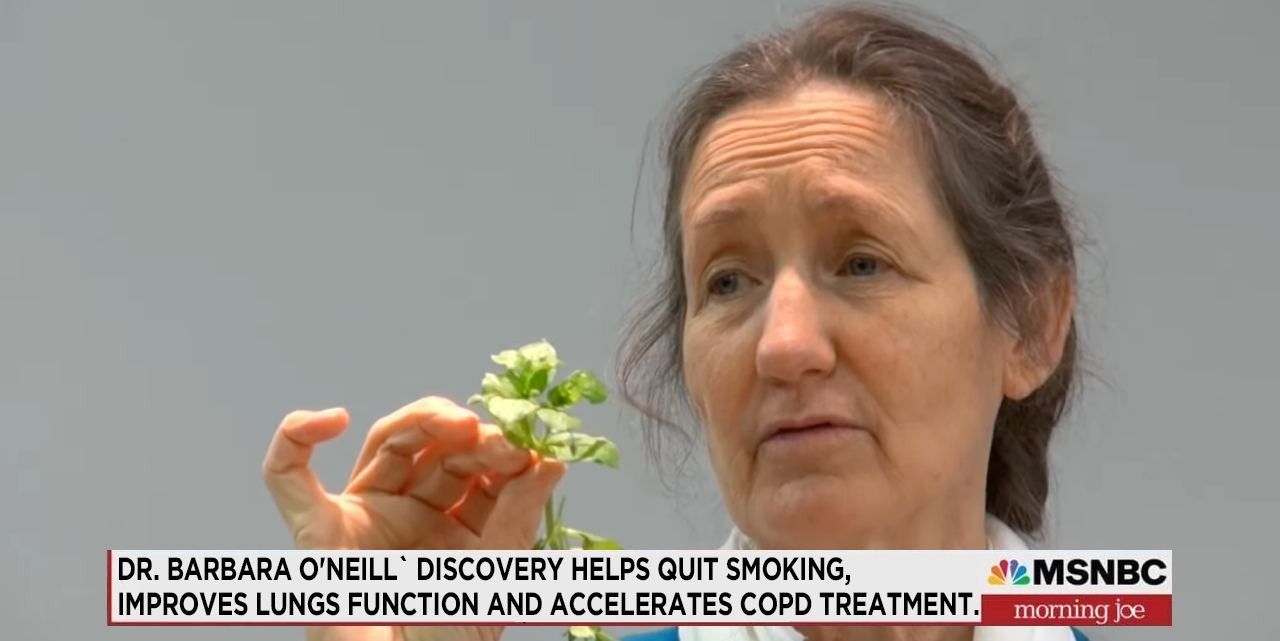 DR. BARBARA O'NEILL` DISCOVERY HELPS QUIT SMOKING,
IMPROVES LUNGS FUNCTION AND ACCELERATES COPD TREATMENT.
MSNBC
morning joe